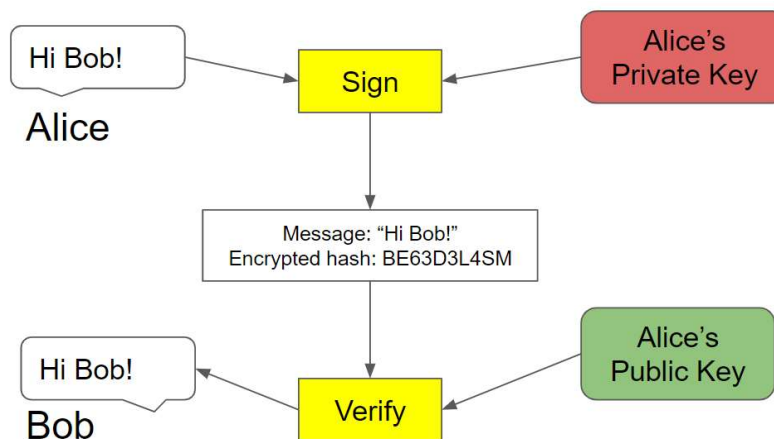 Hi Bob!
Alice
Sign
Alice’s
Private Key
Message: “Hi Bob!”
Encrypted hash: BE63D3L4SM
Hi Bob!
Bob
Verify
Alice’s
Public Key